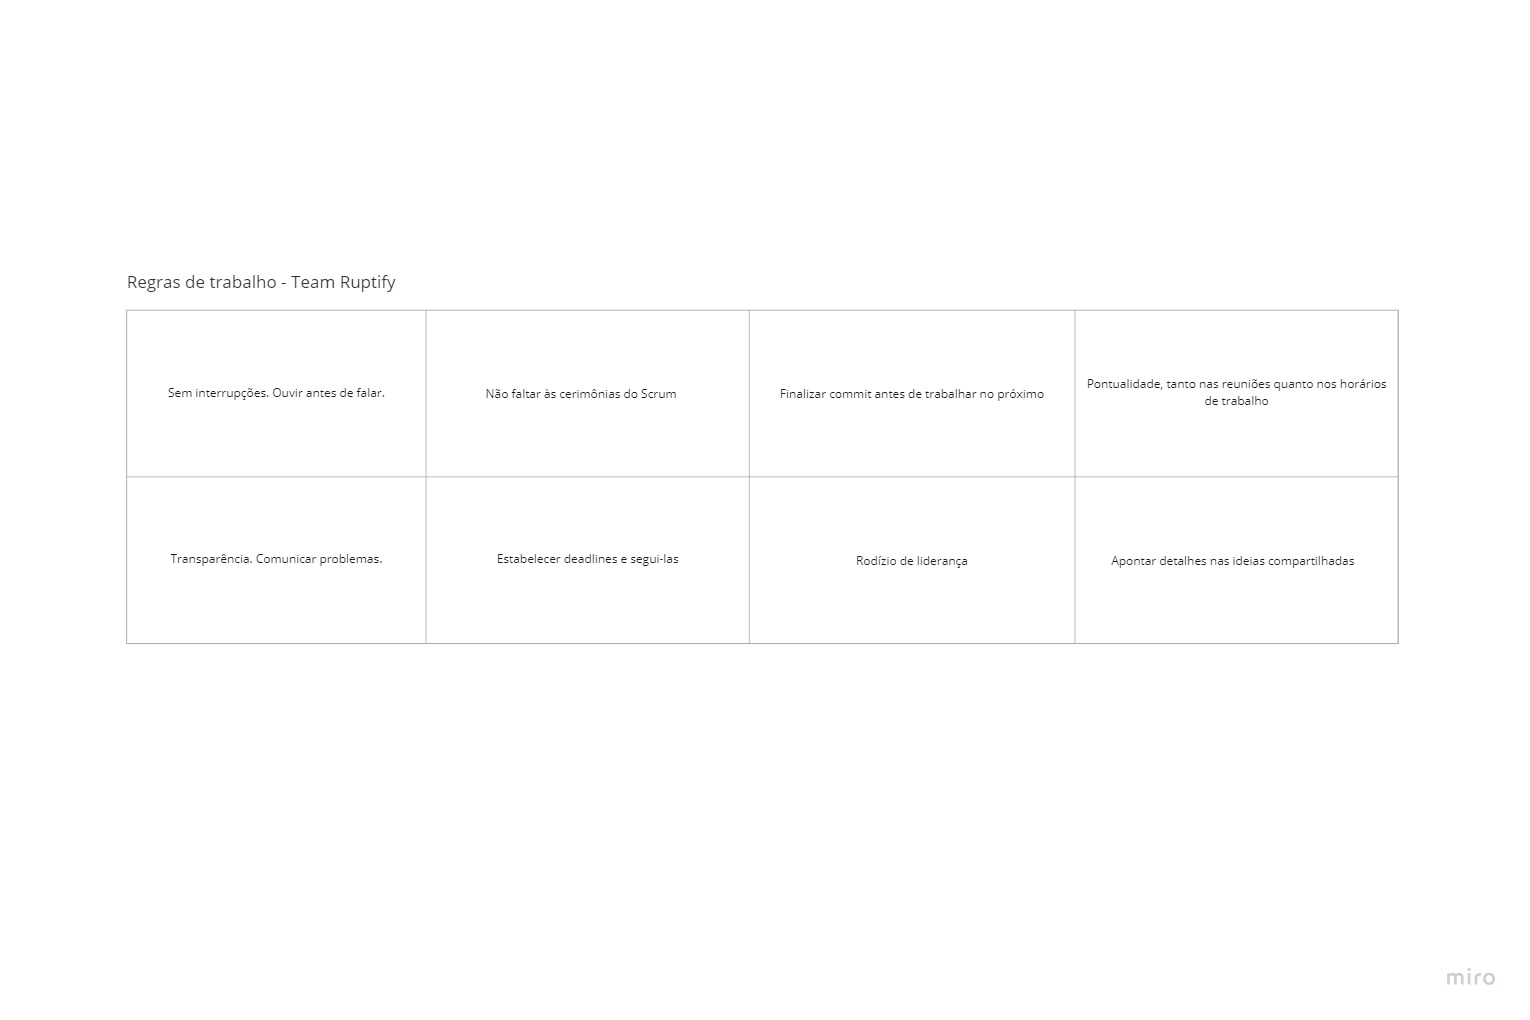 Regras de trabalho - Team Ruptify
Sem interrupções. Ouvir antes de falar.
Não faltar às cerimônias do Scrum
Finalizar commit antes de trabalhar no próximo
Pontualidade, tanto nas reuniões quanto nos horários
de trabalho
Transparência. Comunicar problemas.
Estabelecer deadlines e segui-las
Rodízio de liderança
Apontar detalhes nas ideias compartilhadas
miro